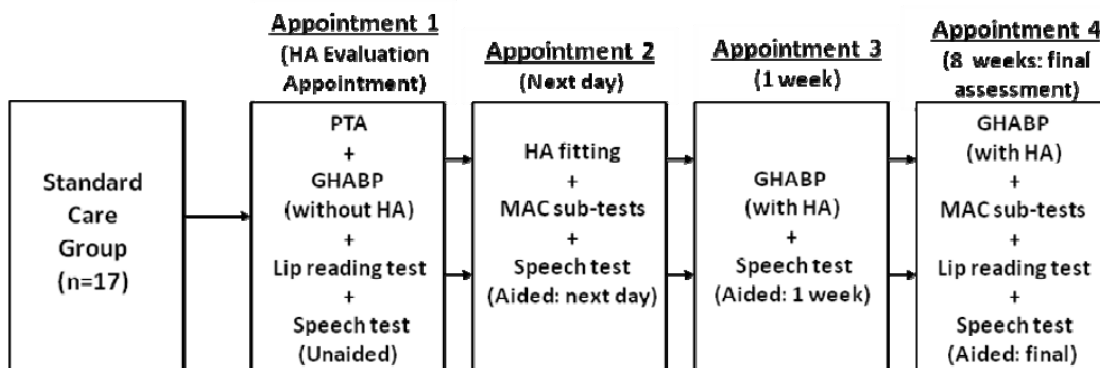 Standard
Care
Group
(n=17)
Appointment 1
(HA Evaluation
Appointment)
PTA
+
GHABP
(without HA)
+
Lip reading test
+
Speech test
(Unaided)
Appointment 2
(Next day)
HA fitting
+
MAC sub-tests
+
Speech test
(Aided: next day)
Appointment 3
(1 week)
GHABP
(with HA)
+
Speech test
(Aided: 1 week)
Appointment 4
(8 weeks: final
assessment)
GHABP
(with HA)
+
MAC sub-tests
+
Lip reading test
+
Speech test
(Aided: final)